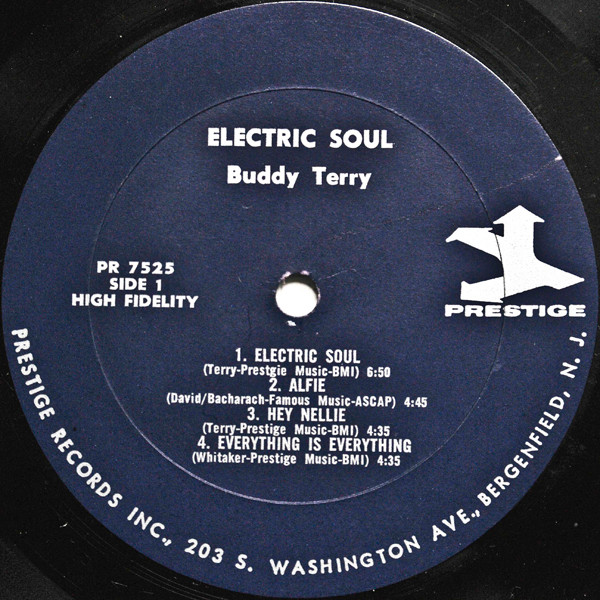 ELECTRIC SOUL
Buddy Terry
PR 7525
SIDE 1
HIGH FIDELITY
PRESTIGE
1. ELECTRIC SOUL
(Terry-Prestgie Music-BMI) 6:50
2. ALFIE
(David/Bacharach-Famous Music-ASCAP) 4:45
3. HEY NELLIE
(Terry-Prestige Music-BMI) 4:35
4. EVERYTHING IS EVERYTHING
(Whitaker-Prestige Music-BMI) 4:35
PRESTIGE RECORDS INC., 203 S. WASHINGTON AVE., BERGENFIELD, N. J.